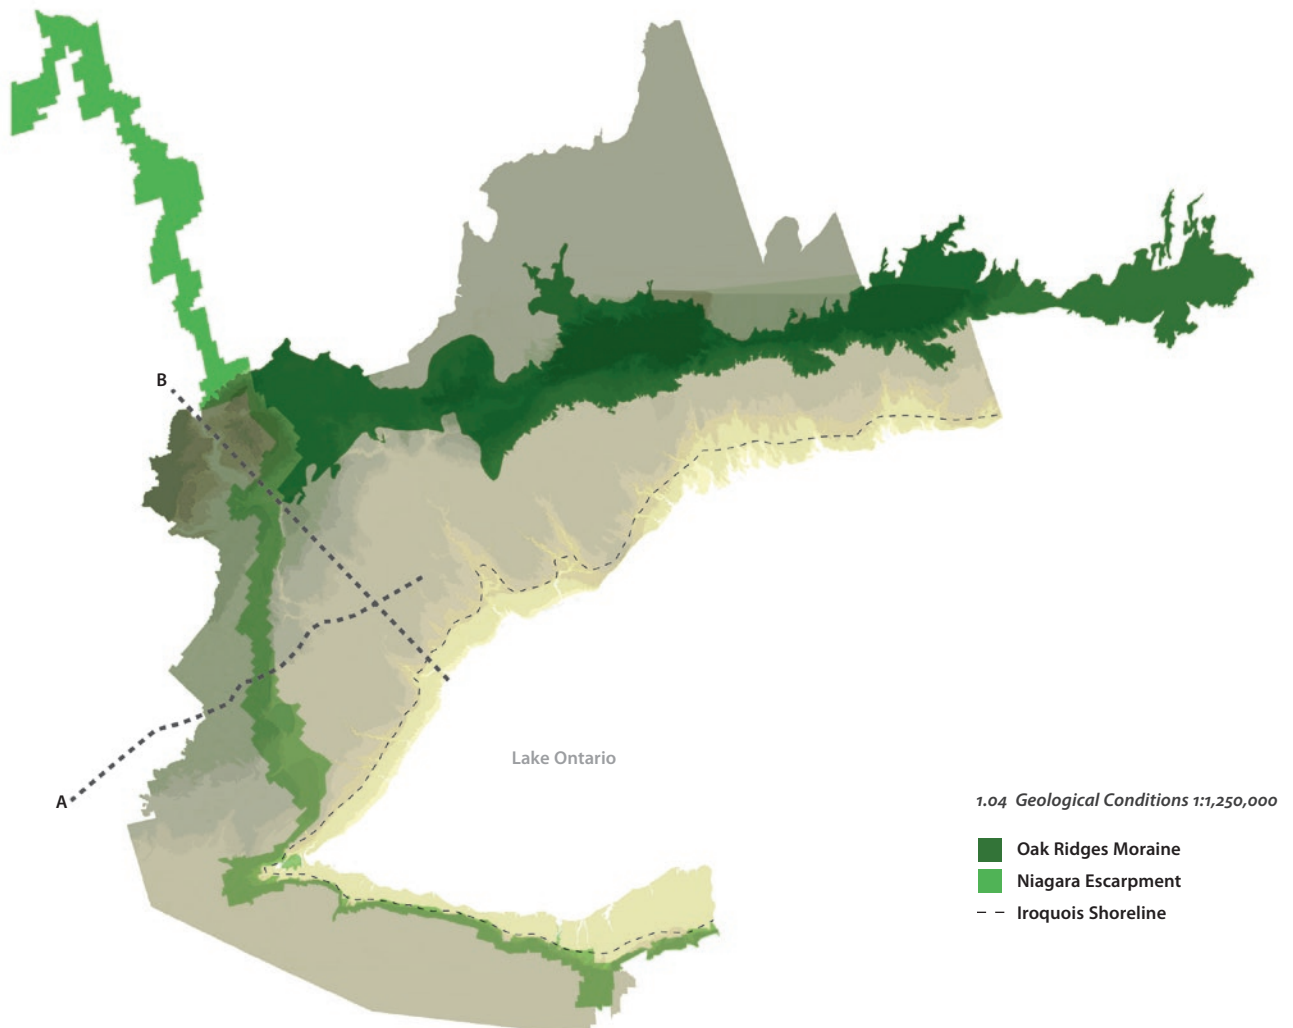 B
A
Lake Ontario
1.04 Geological Conditions 1:1,250,000
Oak Ridges Moraine
Niagara Escarpment
Iroquois Shoreline